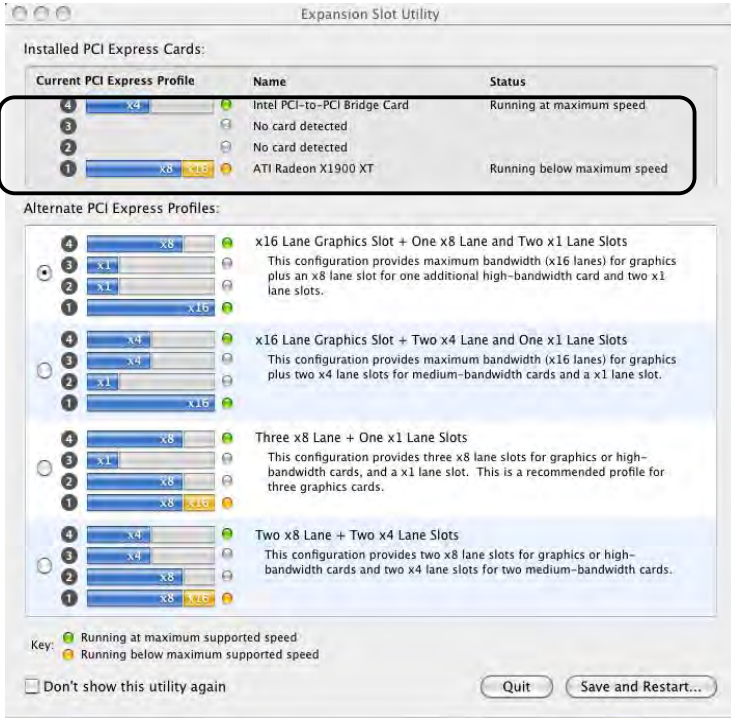 Expansion Slot Utility
Installed PCI Express Cards:
Current PCI Express Profile Name Status
4 x4 Intel PCI-to-PCI Bridge Card Running at maximum speed
3 No card detected
2 No card detected
1 x8 x16 ATI Radeon X1900 XT Running below maximum speed
Alternate PCI Express Profiles:
4 x8 x16 Lane Graphics Slot + One x8 Lane and Two x1 Lane Slots
3 x1 This configuration provides maximum bandwidth (x16 lanes) for graphics
2 x1 plus an x8 lane slot for one additional high-bandwidth card and two x1
lane slots.
1 x16
4 x4 x16 Lane Graphics Slot + Two x4 Lane and One x1 Lane Slots
3 x4 This configuration provides maximum bandwidth (x16 lanes) for graphics
2 x1 plus two x4 lane slots for medium-bandwidth cards and a x1 lane slot.
1 x16
4 x8 Three x8 Lane + One x1 Lane Slots
3 x1 This configuration provides three x8 lane slots for graphics or high-
2 x8 bandwidth cards, and a x1 lane slot. This is a recommended profile for
three graphics cards.
1 x8 x16
4 x4 Two x8 Lane + Two x4 Lane Slots
3 x4 This configuration provides two x8 lane slots for graphics or high-
2 x8 bandwidth cards and two x4 lane slots for two medium-bandwidth cards.
1 x8 x16
Key: Running at maximum supported speed
Running below maximum supported speed
Don't show this utility again Quit Save and Restart...